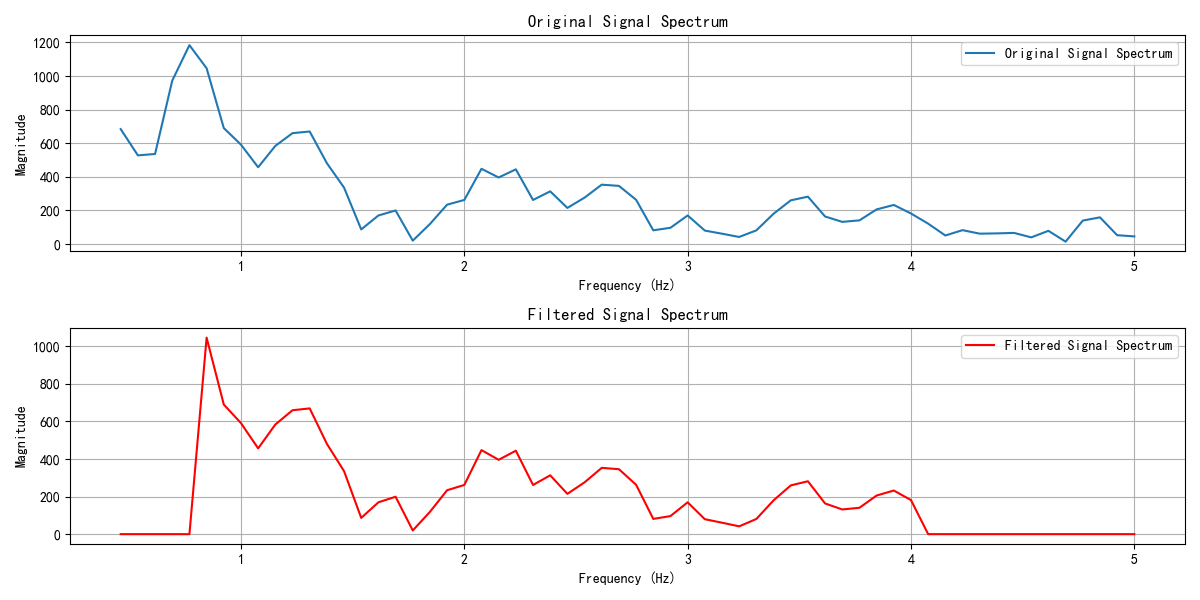 Original Signal Spectrum
1200
1000
800
600
400
200
0
Magnitude
Original Signal Spectrum
1 2 3 4 5
Frequency (Hz)
Filtered Signal Spectrum
1000
800
600
400
200
0
Magnitude
Filtered Signal Spectrum
1 2 3 4 5
Frequency (Hz)